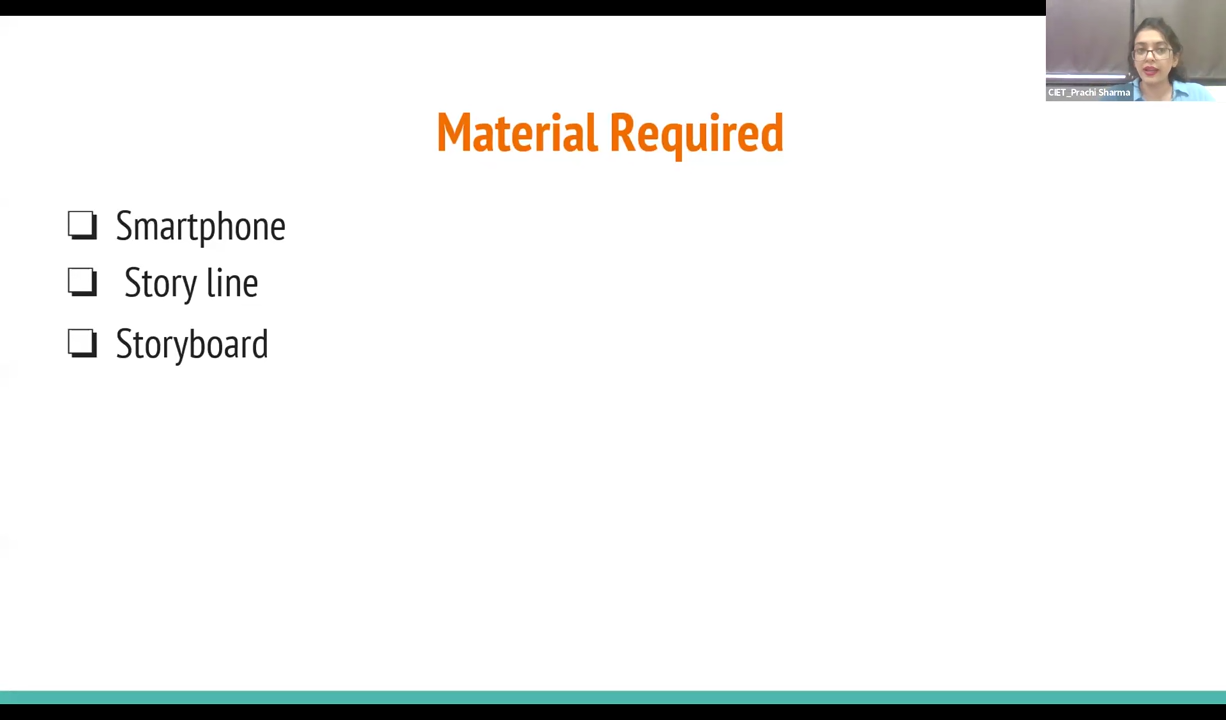 CIET_Prachi Sharma
Material Required
Smartphone
Story line
Storyboard